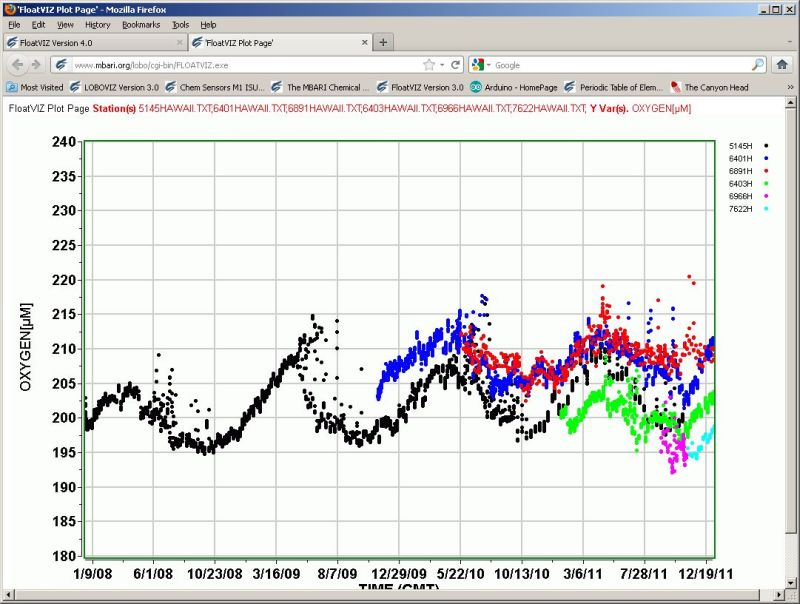 'FloatVIZ Plot Page' - Mozilla Firefox
File Edit View History Bookmarks Tools Help
FloatVIZ Version 4.0
'FloatVIZ Plot Page'
www.mbari.org/lobo/cgi-bin/FLOATVIZ.exe
Google
Most Visited LOBOVIZ Version 3.0 Chem Sensors M1 ISU... The MBARI Chemical ... FloatVIZ Version 3.0 Arduino - HomePage Periodic Table of Elem... The Canyon Head
FloatVIZ Plot Page Station(s) 5145HAWAII.TXT;6401HAWAII.TXT;6891HAWAII.TXT;6403HAWAII.TXT;6966HAWAII.TXT;7622HAWAII.TXT; Y Var(s). OXYGEN[µM]
240
235
230
225
220
215
210
205
200
195
190
185
180
OXYGEN[µM]
5145H
6401H
6891H
6403H
6966H
7622H
1/9/08 6/1/08 10/23/08 3/16/09 8/7/09 12/29/09 5/22/10 10/13/10 3/6/11 7/28/11 12/19/11
TIME (GMT)